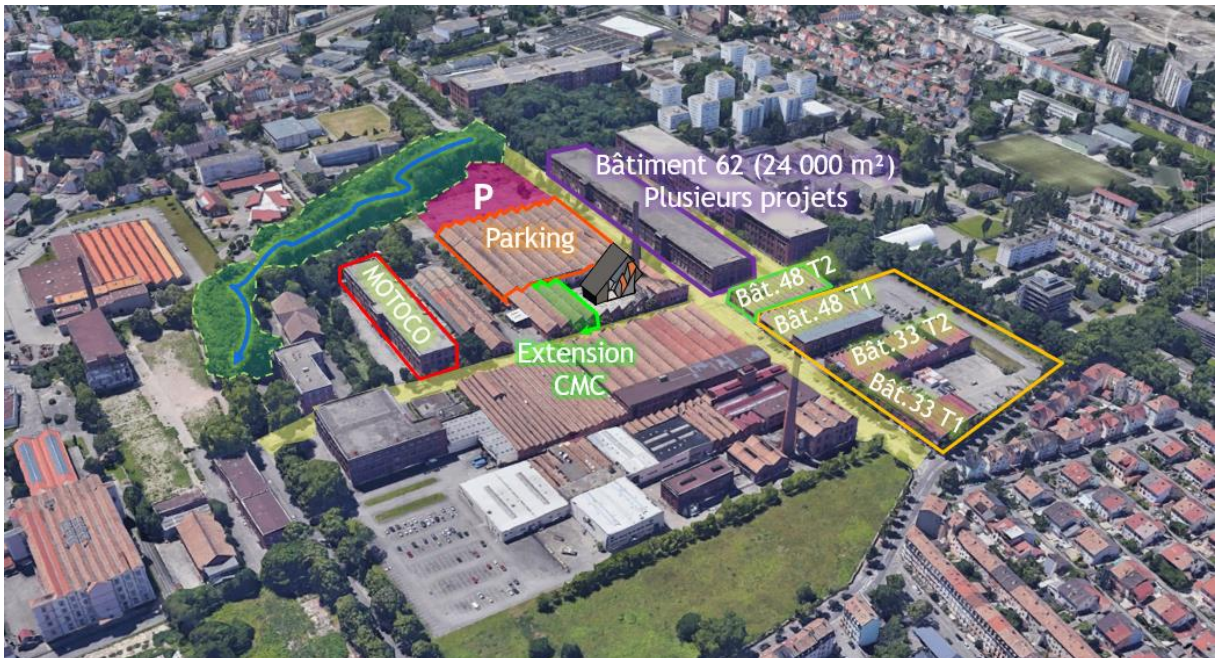 Bâtiment 62 (24 000 m²)
Plusieurs projets
P
Parking
MOTOCO
Extension
CMC
Bât.48 T2
Bât.48 T1
Bât.33 T2
Bât.33 T1